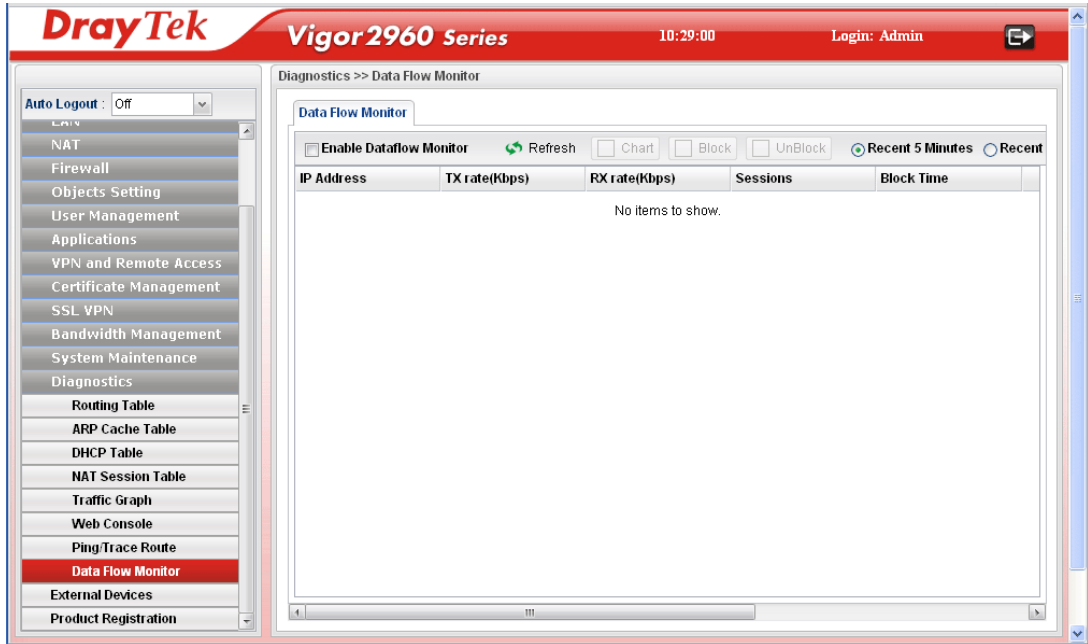 DrayTek
Vigor2960 Series
10:29:00
Login: Admin
Auto Logout : Off
LAN
NAT
Firewall
Objects Setting
User Management
Applications
VPN and Remote Access
Certificate Management
SSL VPN
Bandwidth Management
System Maintenance
Diagnostics
Routing Table
ARP Cache Table
DHCP Table
NAT Session Table
Traffic Graph
Web Console
Ping/Trace Route
Data Flow Monitor
External Devices
Product Registration
Diagnostics >> Data Flow Monitor
Data Flow Monitor
Enable Dataflow Monitor Refresh Chart Block UnBlock Recent 5 Minutes Recent
IP Address TX rate(Kbps) RX rate(Kbps) Sessions Block Time
No items to show.